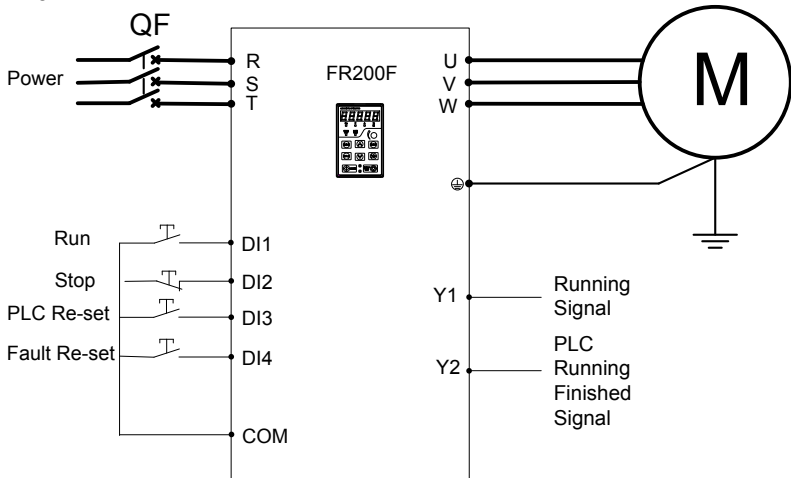 QF
Power
R
S
T
FR200F
U
V
W
M
Run
DI1
Stop
DI2
PLC Re-set
DI3
Fault Re-set
DI4
COM
Y1
Running
Signal
Y2
PLC
Running
Finished
Signal